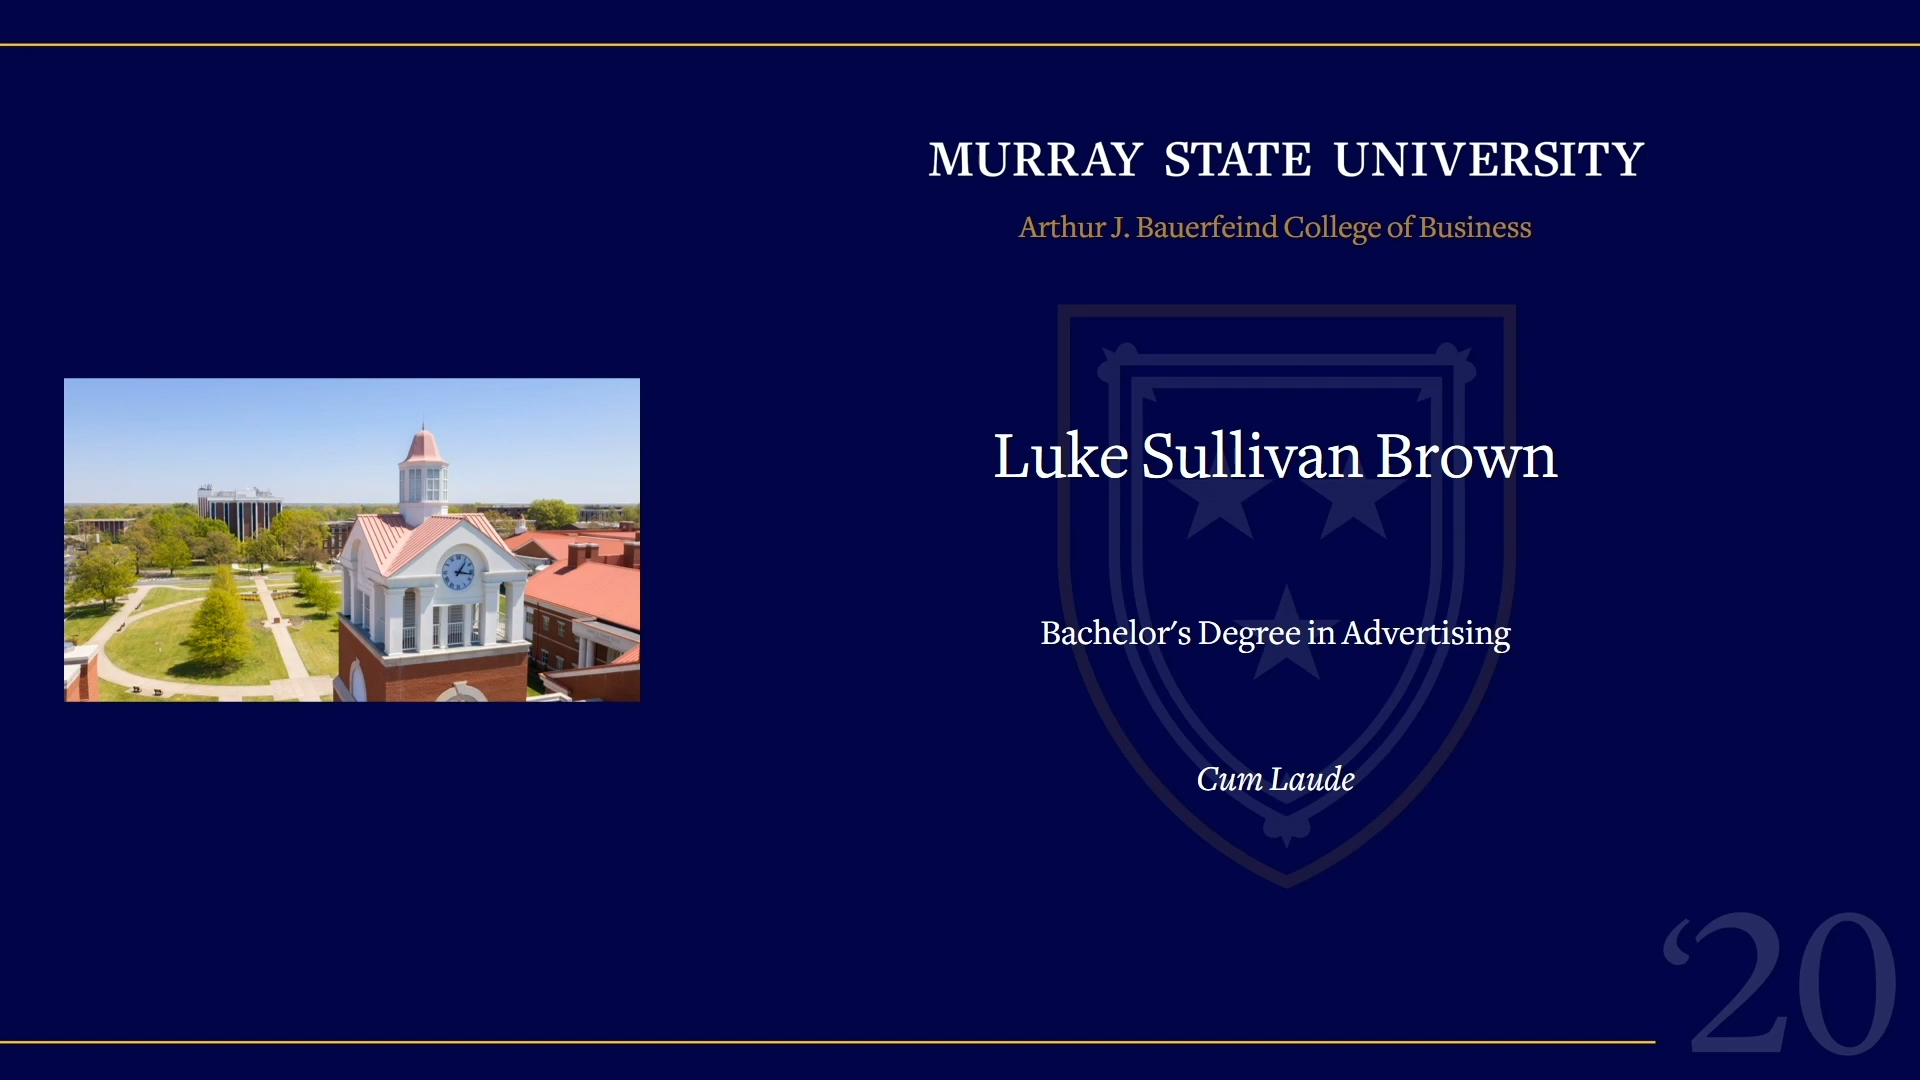 MURRAY STATE UNIVERSITY
Arthur J. Bauerfeind College of Business
Luke Sullivan Brown
Bachelor's Degree in Advertising
Cum Laude
‘20